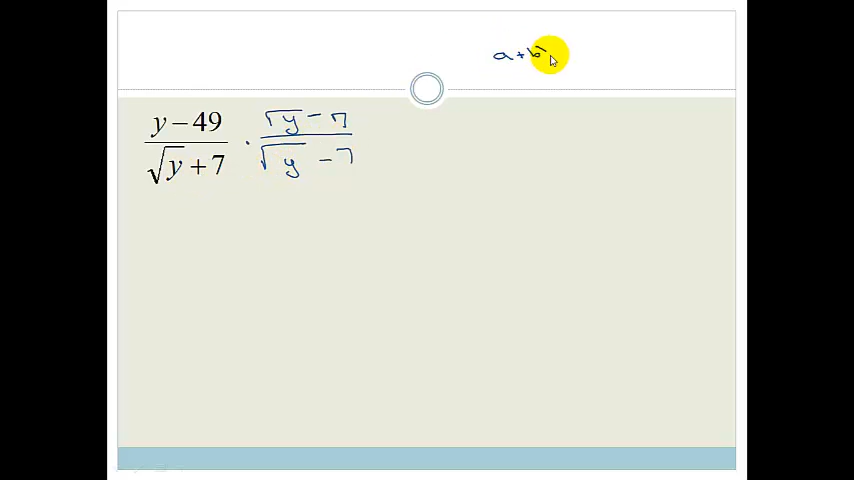 a + b
y − 49 / √y + 7 · √y − 7 / √y − 7